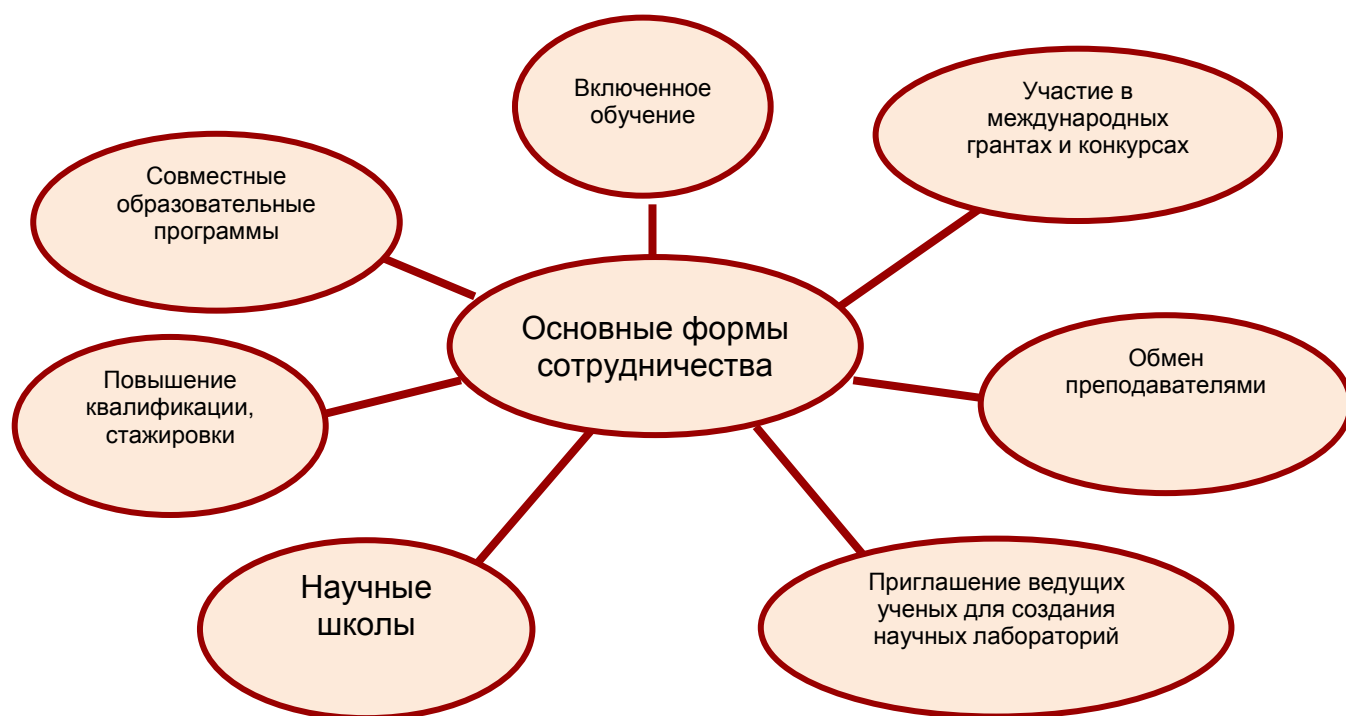 Включенное
обучение
Участие в
международных
грантах и конкурсах
Совместные
образовательные
программы
Основные формы
сотрудничества
Обмен
преподавателями
Повышение
квалификации,
стажировки
Научные
школы
Приглашение ведущих
ученых для создания
научных лабораторий